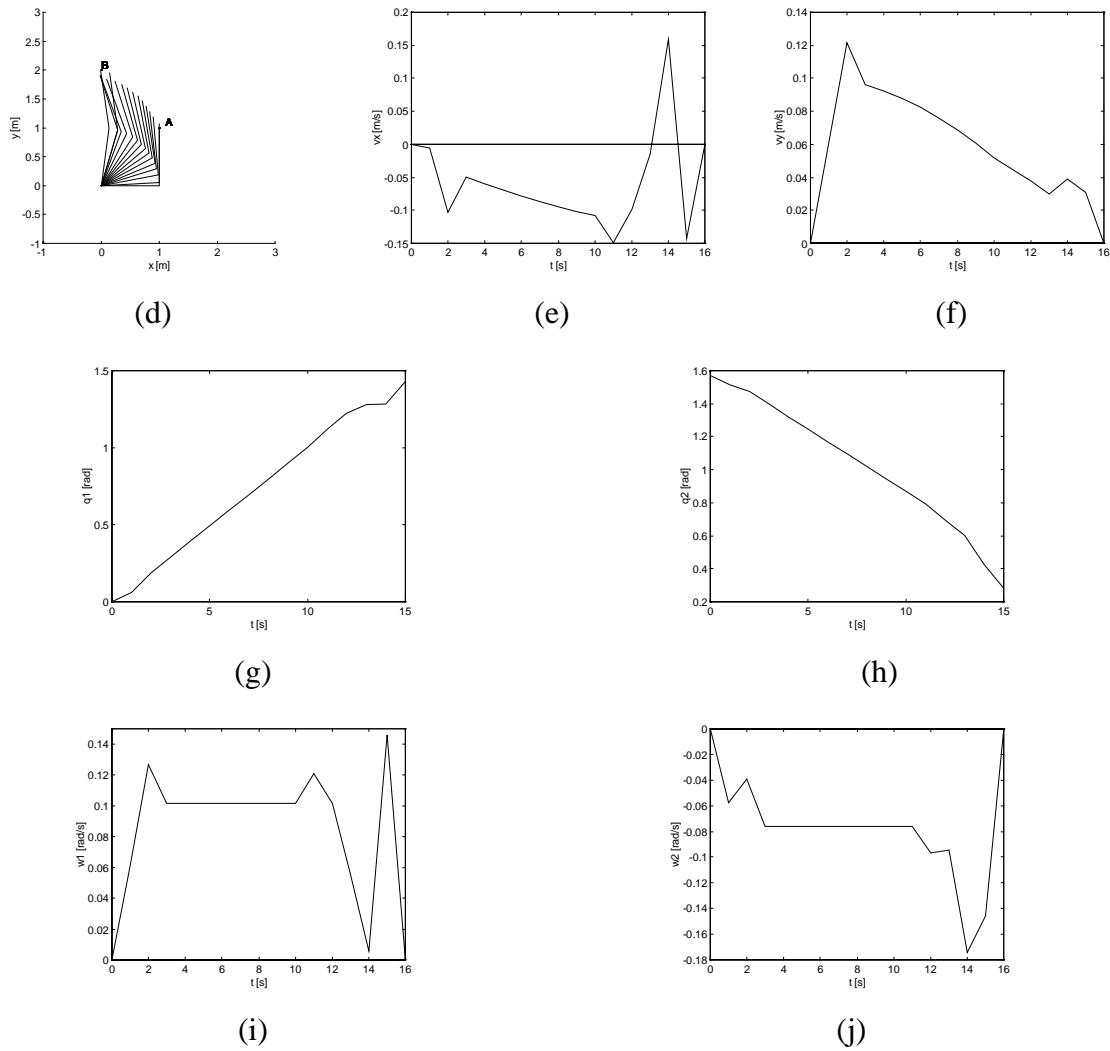 3
2.5
2
1.5
1
0.5
0
-0.5
-1
-1 0 1 2 3
y [m]
x [m]
B
A
(d)
0.2
0.15
0.1
0.05
0
-0.05
-0.1
-0.15
0 2 4 6 8 10 12 14 16
vx [m/s]
t [s]
(e)
0.14
0.12
0.1
0.08
0.06
0.04
0.02
0
0 2 4 6 8 10 12 14 16
vy [m/s]
t [s]
(f)
1.5
1
0.5
0
0 5 10 15
q1 [rad]
t [s]
(g)
1.6
1.4
1.2
1
0.8
0.6
0.4
0.2
0 5 10 15
q2 [rad]
t [s]
(h)
0.14
0.12
0.1
0.08
0.06
0.04
0.02
0
0 2 4 6 8 10 12 14 16
w1 [rad/s]
t [s]
(i)
0
-0.02
-0.04
-0.06
-0.08
-0.1
-0.12
-0.14
-0.16
-0.18
0 2 4 6 8 10 12 14 16
w2 [rad/s]
t [s]
(j)